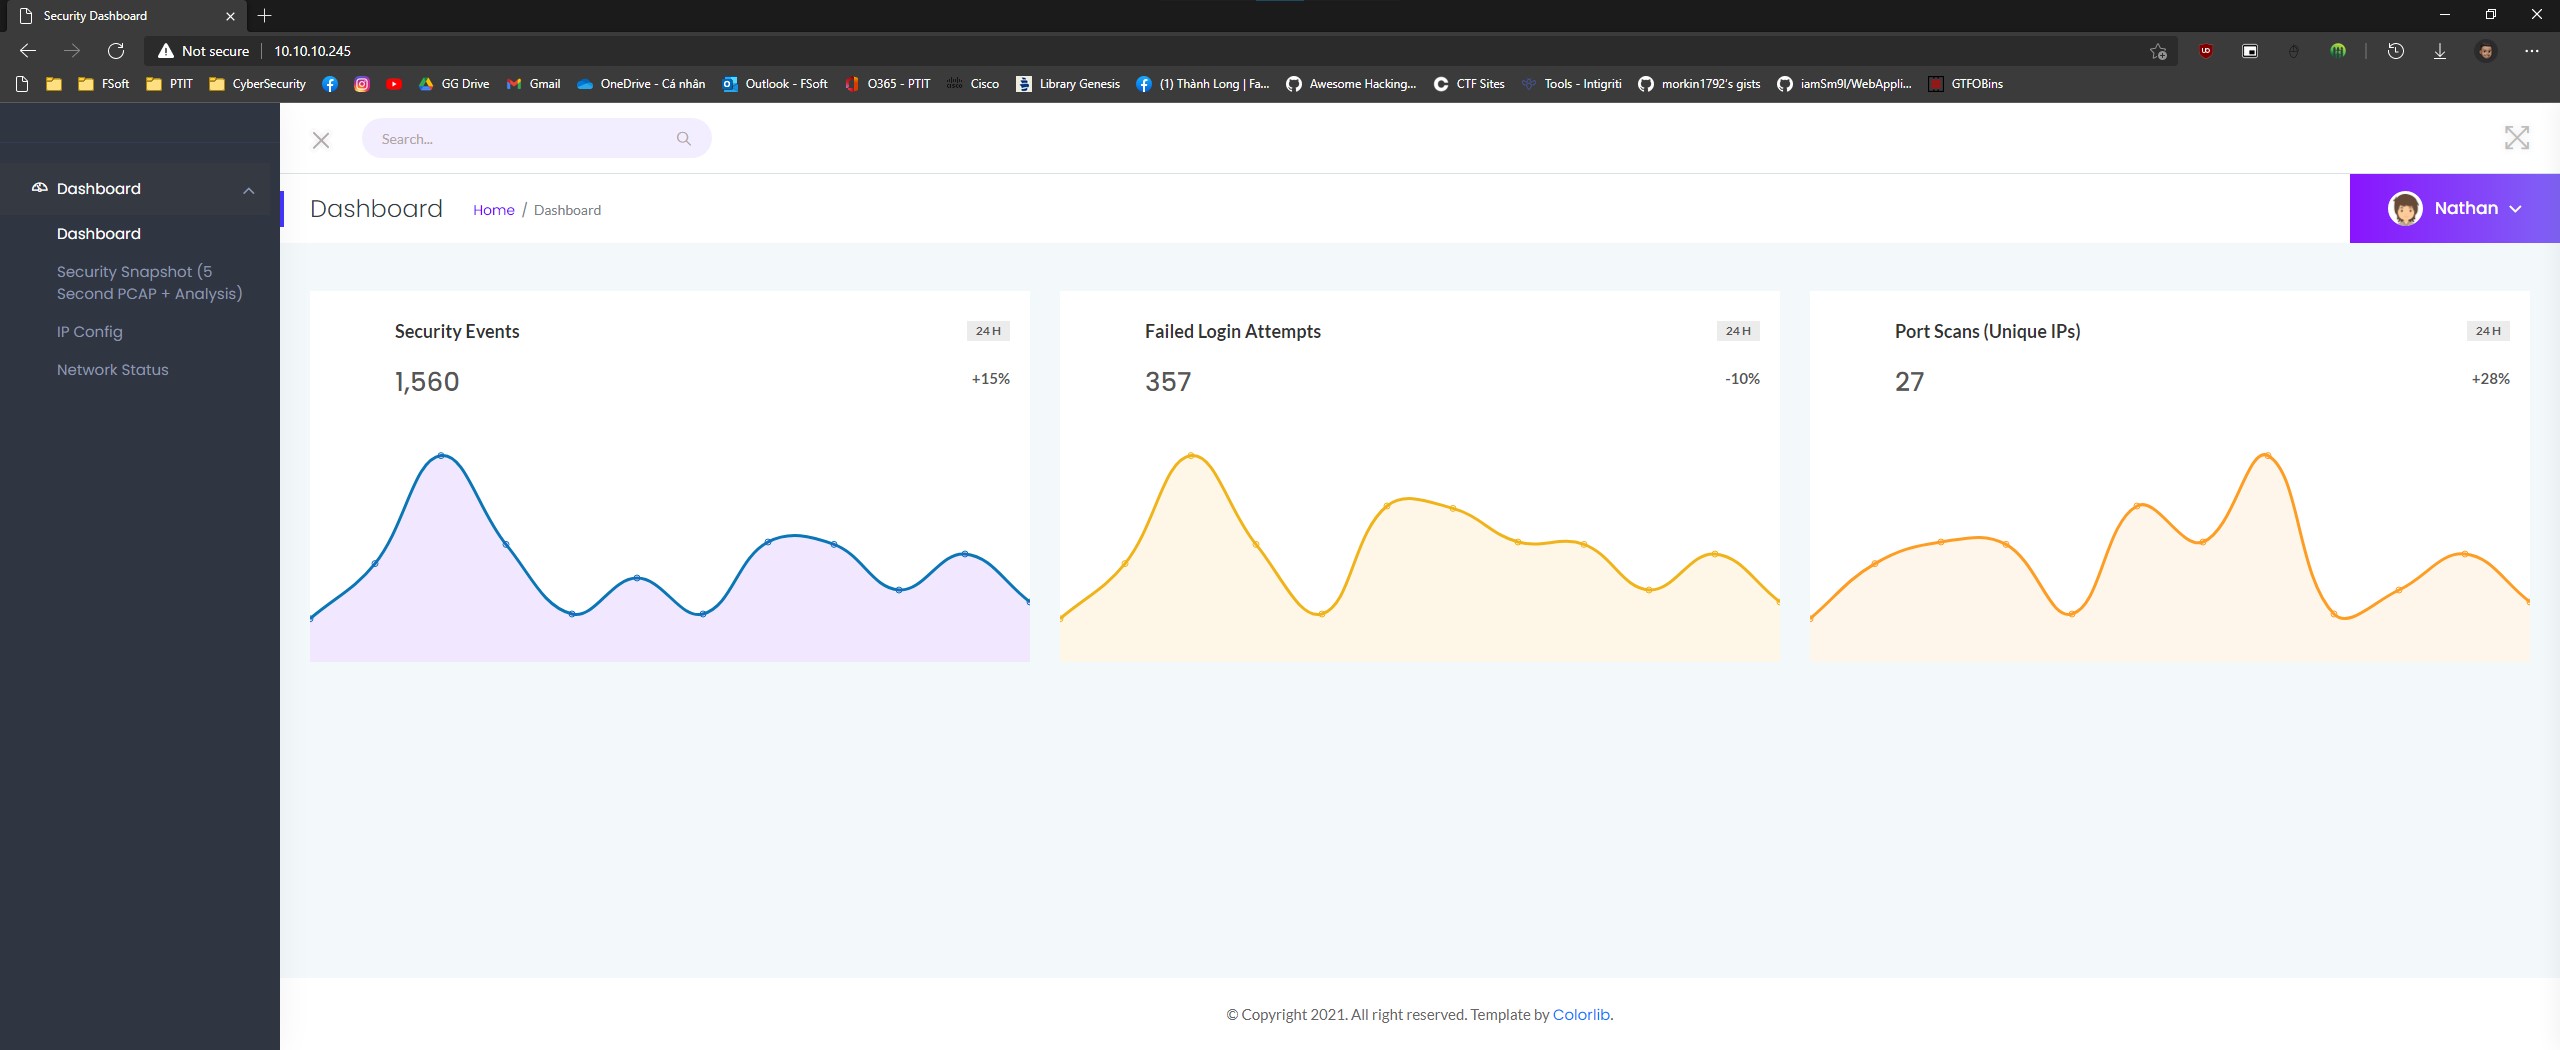 Security Dashboard
Not secure 10.10.10.245
FSoft PTIT CyberSecurity GG Drive Gmail OneDrive - Cá nhân Outlook - FSoft O365 - PTIT Cisco Library Genesis (1) Thành Long | Fa... Awesome Hacking... CTF Sites Tools - Intigriti morkin1792's gists iamSm9l/WebAppli... GTFOBins
Search...
Dashboard
Dashboard
Security Snapshot (5
Second PCAP + Analysis)
IP Config
Network Status
Dashboard Home / Dashboard
Nathan
Security Events 24 H
1,560 +15%
Failed Login Attempts 24 H
357 -10%
Port Scans (Unique IPs) 24 H
27 +28%
© Copyright 2021. All right reserved. Template by Colorlib.